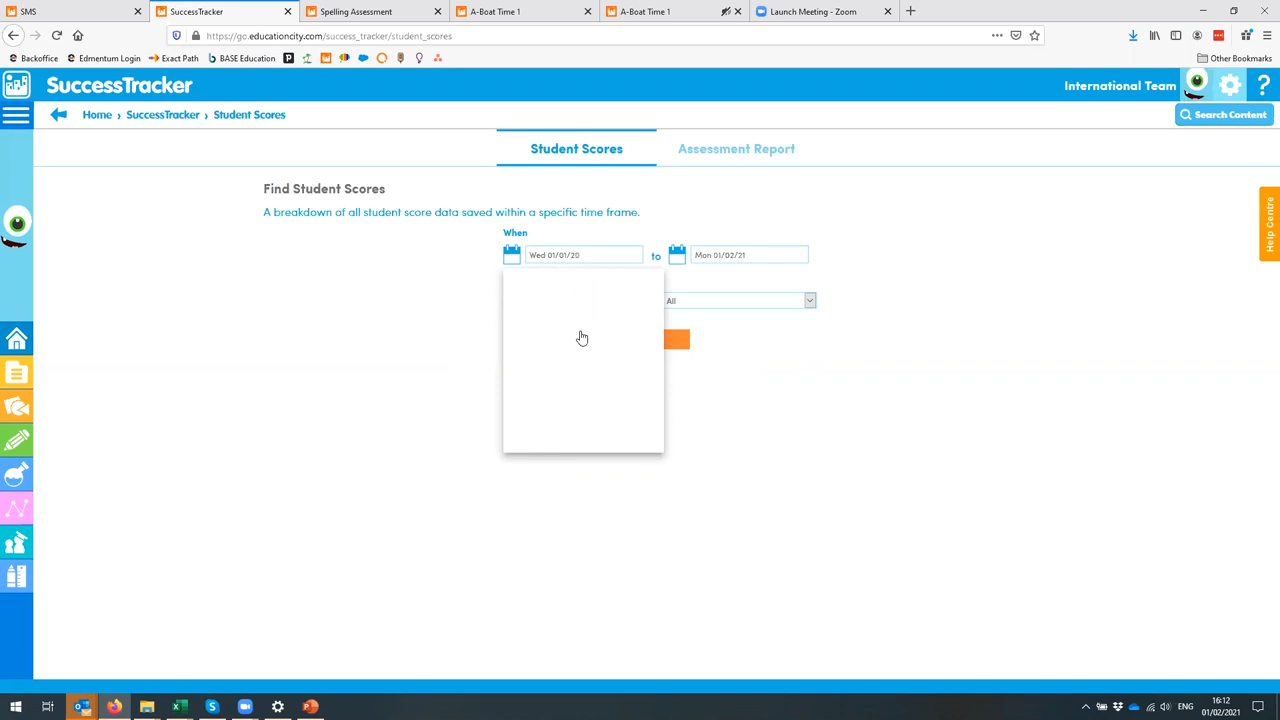 SMS
SuccessTracker
Spelling Assessment
A-Boat Time 1
A-Boat Time 1
Launch Meeting - Zoom
https://go.educationcity.com/success_tracker/student_scores
Backoffice
Edmentum Login
Exact Path
BASE Education
Other Bookmarks
SuccessTracker
International Team
Home › SuccessTracker › Student Scores
Search Content
Student Scores
Assessment Report
Find Student Scores
A breakdown of all student score data saved within a specific time frame.
When
Wed 01/01/20 to Mon 01/02/21
All
Help Centre
ENG
16:12
01/02/2021